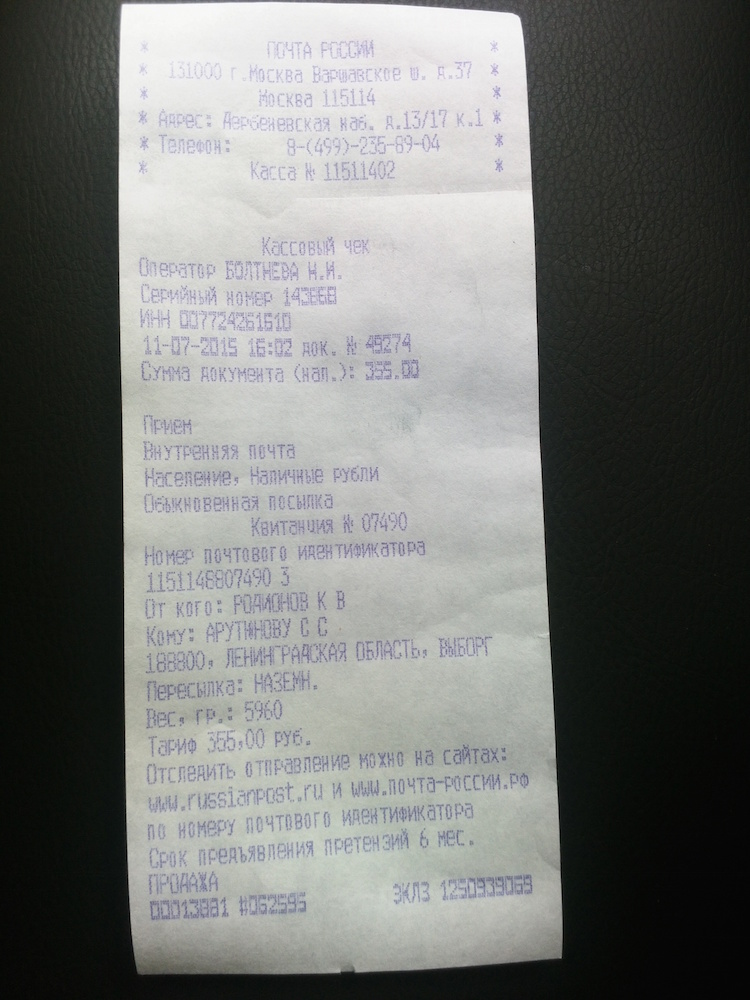 * ПОЧТА РОССИИ *
* 131000 г.Москва Варшавское ш. д.37 *
* Москва 115114 *
* Адрес: Дербеневская наб. д.13/17 к.1 *
* Телефон: 8-(499)-235-89-04 *
* Касса № 11511402 *
Кассовый чек
Оператор БОЛТНЕВА Н.И.
Серийный номер 143668
ИНН 007724261610
11-07-2015 16:02 док. № 49274
Сумма документа (нал.): 355.00
Прием
Внутренняя почта
Население, Наличные рубли
Обыкновенная посылка
Квитанция № 07490
Номер почтового идентификатора
1151148807490 3
От кого: РОДИОНОВ К В
Кому: АРУТЮНОВУ С С
188800, ЛЕНИНГРАДСКАЯ ОБЛАСТЬ, ВЫБОРГ
Пересылка: НАЗЕМН.
Вес, гр.: 5960
Тариф 355,00 руб.
Отследить отправление можно на сайтах:
www.russianpost.ru и www.почта-россии.рф
по номеру почтового идентификатора
Срок предъявления претензий 6 мес.
ПРОДАЖА
00013881 #062595 ЭКЛЗ 1250939069